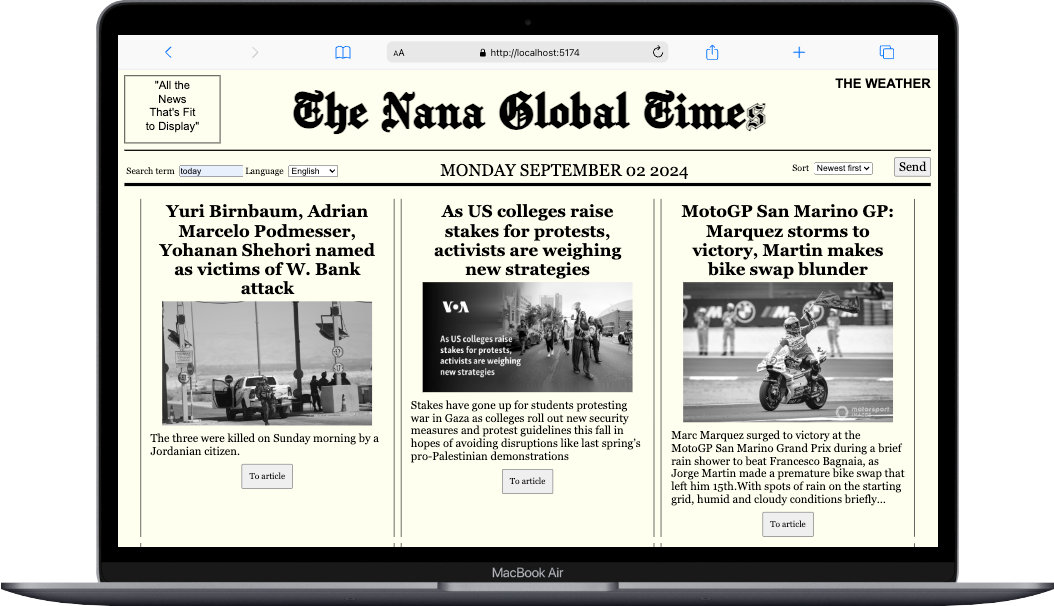 AA
http://localhost:5174
"All the
News
That's Fit
to Display"
The Nana Global Times
THE WEATHER
Search term today Language English
MONDAY SEPTEMBER 02 2024
Sort Newest first Send
Yuri Birnbaum, Adrian
Marcelo Podmesser,
Yohanan Shehori named
as victims of W. Bank
attack
The three were killed on Sunday morning by a
Jordanian citizen.
To article
As US colleges raise
stakes for protests,
activists are weighing
new strategies
VOA
As US colleges raise
stakes for protests,
activists are weighing
new strategies
Stakes have gone up for students protesting
war in Gaza as colleges roll out new security
measures and protest guidelines this fall in
hopes of avoiding disruptions like last spring's
pro-Palestinian demonstrations
To article
MotoGP San Marino GP:
Marquez storms to
victory, Martin makes
bike swap blunder
motorsport
Marc Marquez surged to victory at the
MotoGP San Marino Grand Prix during a brief
rain shower to beat Francesco Bagnaia, as
Jorge Martin made a premature bike swap that
left him 15th.With spots of rain on the starting
grid, humid and cloudy conditions briefly...
To article
MacBook Air